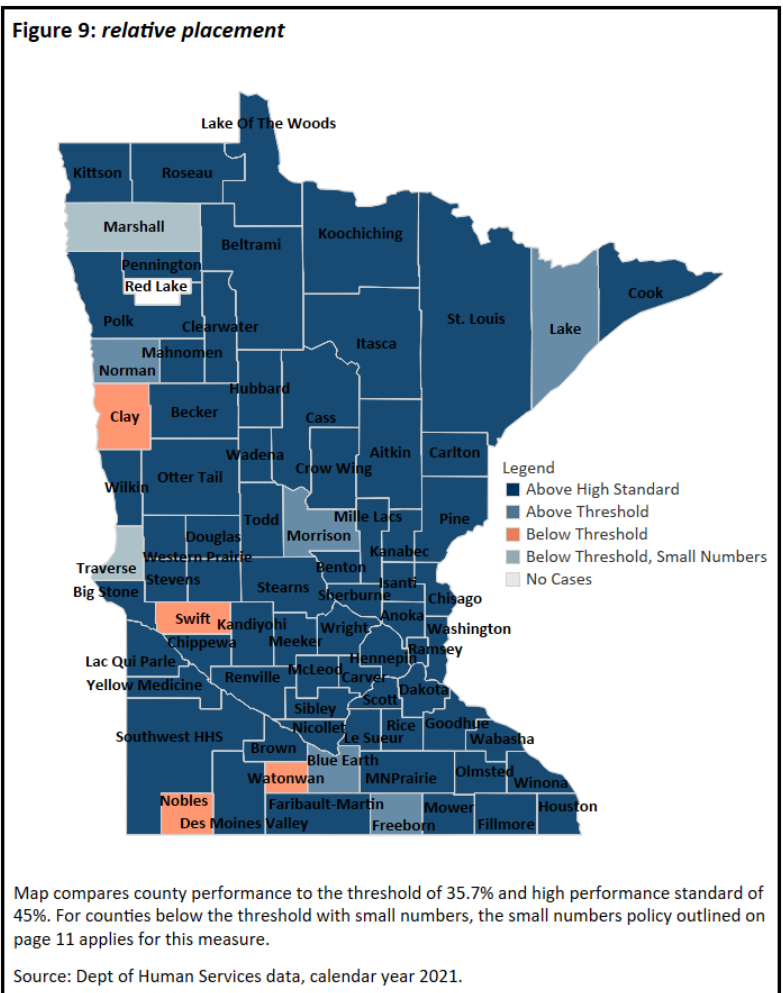 Figure 9: relative placement
Lake Of The Woods
Kittson
Roseau
Marshall
Koochiching
Beltrami
Pennington
Red Lake
Cook
Polk
St. Louis
Clearwater
Lake
Itasca
Mahnomen
Norman
Hubbard
Clay
Becker
Cass
Wadena
Aitkin
Carlton
Crow Wing
Otter Tail
Wilkin
Legend
Above High Standard
Above Threshold
Below Threshold
Below Threshold, Small Numbers
No Cases
Todd
Mille Lacs
Pine
Douglas
Morrison
Kanabec
Western Prairie
Traverse
Benton
Stevens
Isanti
Big Stone
Stearns
Sherburne
Chisago
Anoka
Swift
Kandiyohi
Wright
Washington
Chippewa
Meeker
Ramsey
Hennepin
Lac Qui Parle
McLeod
Renville
Carver
Yellow Medicine
Dakota
Scott
Sibley
Goodhue
Rice
Nicollet
Southwest HHS
Le Sueur
Wabasha
Brown
Blue Earth
Olmsted
Watonwan
MNPrairie
Winona
Nobles
Faribault-Martin
Mower
Houston
Des Moines Valley
Freeborn
Fillmore
Map compares county performance to the threshold of 35.7% and high performance standard of
45%. For counties below the threshold with small numbers, the small numbers policy outlined on
page 11 applies for this measure.
Source: Dept of Human Services data, calendar year 2021.